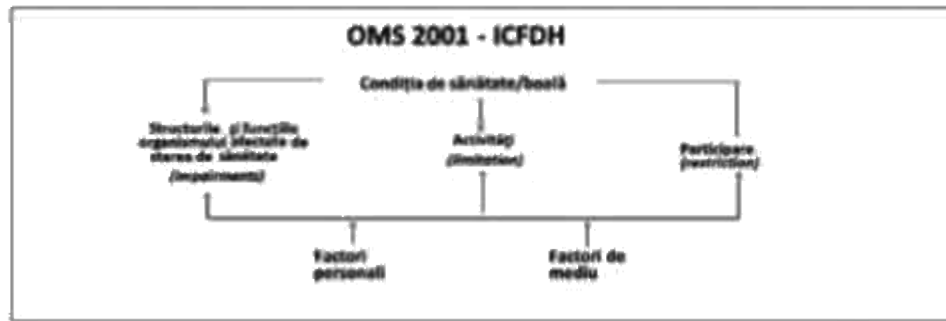 OMS 2001 - ICFDH
Condiția de sănătate/boală
Structurile și funcțiile
organismului afectate de
starea de sănătate
(impairments)
Activități
(limitation)
Participare
(restriction)
Factori
personali
Factori de
mediu